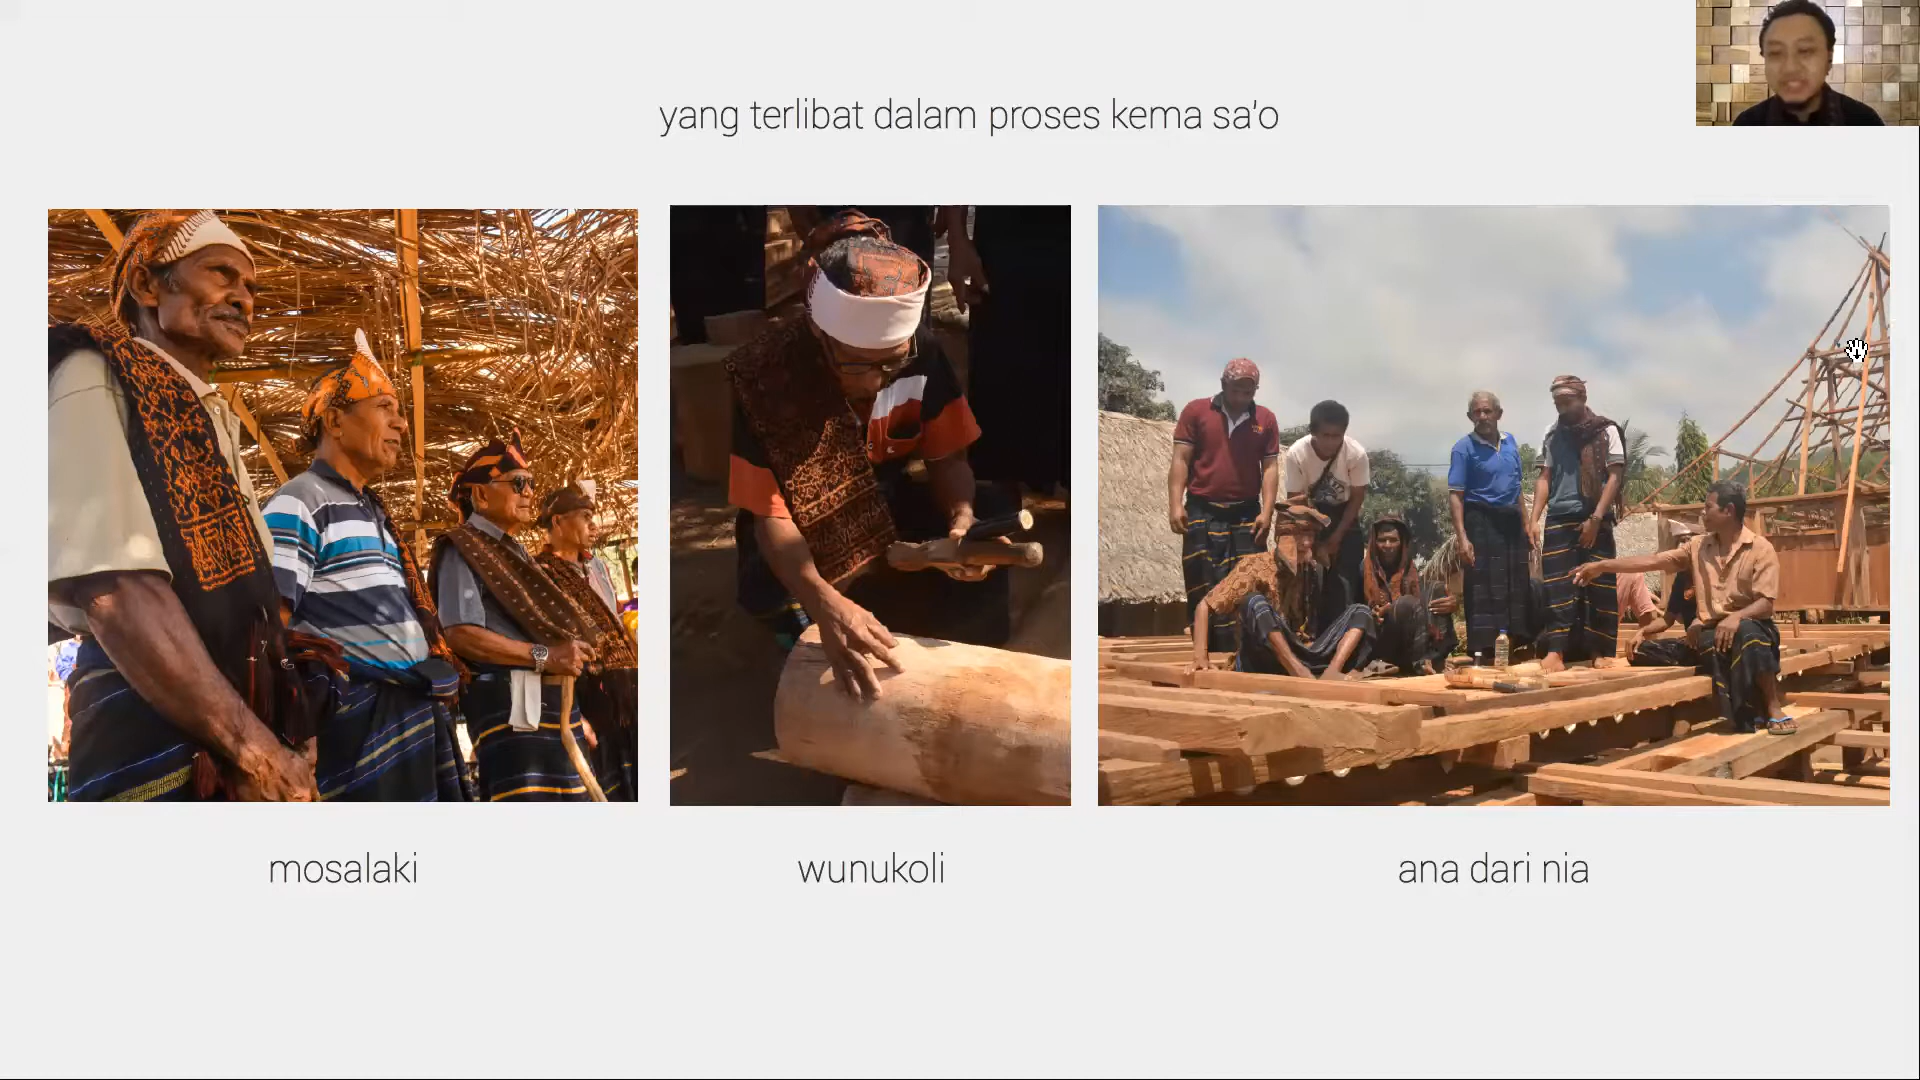 yang terlibat dalam proses kema sa'o
mosalaki
wunukoli
ana dari nia